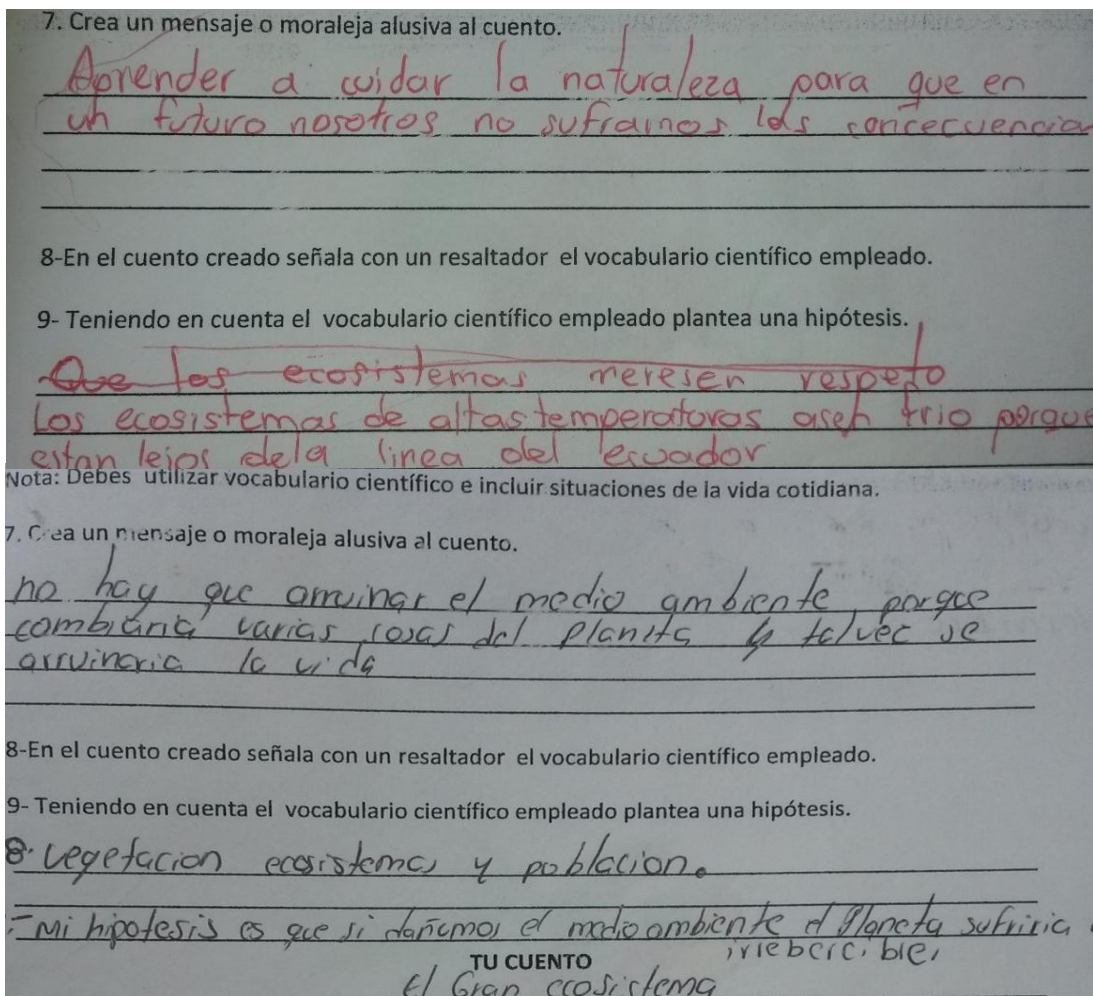 7. Crea un mensaje o moraleja alusiva al cuento.
Aprender a cuidar la naturaleza para que en
un futuro nosotros no suframos las concecuencias
8-En el cuento creado señala con un resaltador el vocabulario científico empleado.
9- Teniendo en cuenta el vocabulario científico empleado plantea una hipótesis.
Que los ecosistemas meresen respeto
Los ecosistemas de altas temperaturas asen frio porque
estan lejos dela linea del ecuador
Nota: Debes utilizar vocabulario científico e incluir situaciones de la vida cotidiana.
7. Crea un mensaje o moraleja alusiva al cuento.
no hay que arruinar el medio ambiente, porque
combiaria varias cosas del planeta y talvec se
arruinaria la vida
8-En el cuento creado señala con un resaltador el vocabulario científico empleado.
9- Teniendo en cuenta el vocabulario científico empleado plantea una hipótesis.
8. vegetacion ecosistemas y poblacion.
- mi hipotesis es que si dañamos el medio ambiente el planeta sufriria
TU CUENTO
El Gran ecosistema